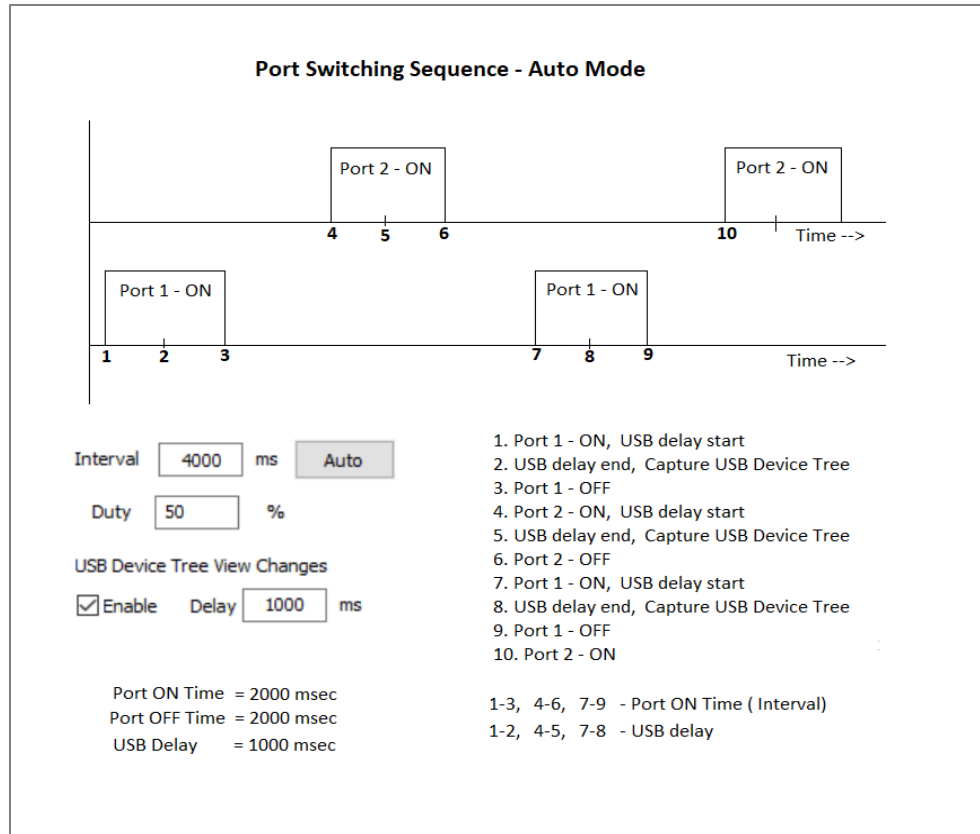 Port Switching Sequence - Auto Mode
Port 2 - ON
Port 2 - ON
4 5 6 10 Time -->
Port 1 - ON
Port 1 - ON
1 2 3 7 8 9 Time -->
Interval 4000 ms Auto
Duty 50 %
USB Device Tree View Changes
Enable Delay 1000 ms
Port ON Time = 2000 msec
Port OFF Time = 2000 msec
USB Delay = 1000 msec
1. Port 1 - ON, USB delay start
2. USB delay end, Capture USB Device Tree
3. Port 1 - OFF
4. Port 2 - ON, USB delay start
5. USB delay end, Capture USB Device Tree
6. Port 2 - OFF
7. Port 1 - ON, USB delay start
8. USB delay end, Capture USB Device Tree
9. Port 1 - OFF
10. Port 2 - ON
1-3, 4-6, 7-9 - Port ON Time ( Interval)
1-2, 4-5, 7-8 - USB delay